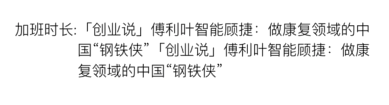 加班时长:「创业说」傅利叶智能顾捷：做康复领域的中
国“钢铁侠”「创业说」傅利叶智能顾捷：做康
复领域的中国“钢铁侠”